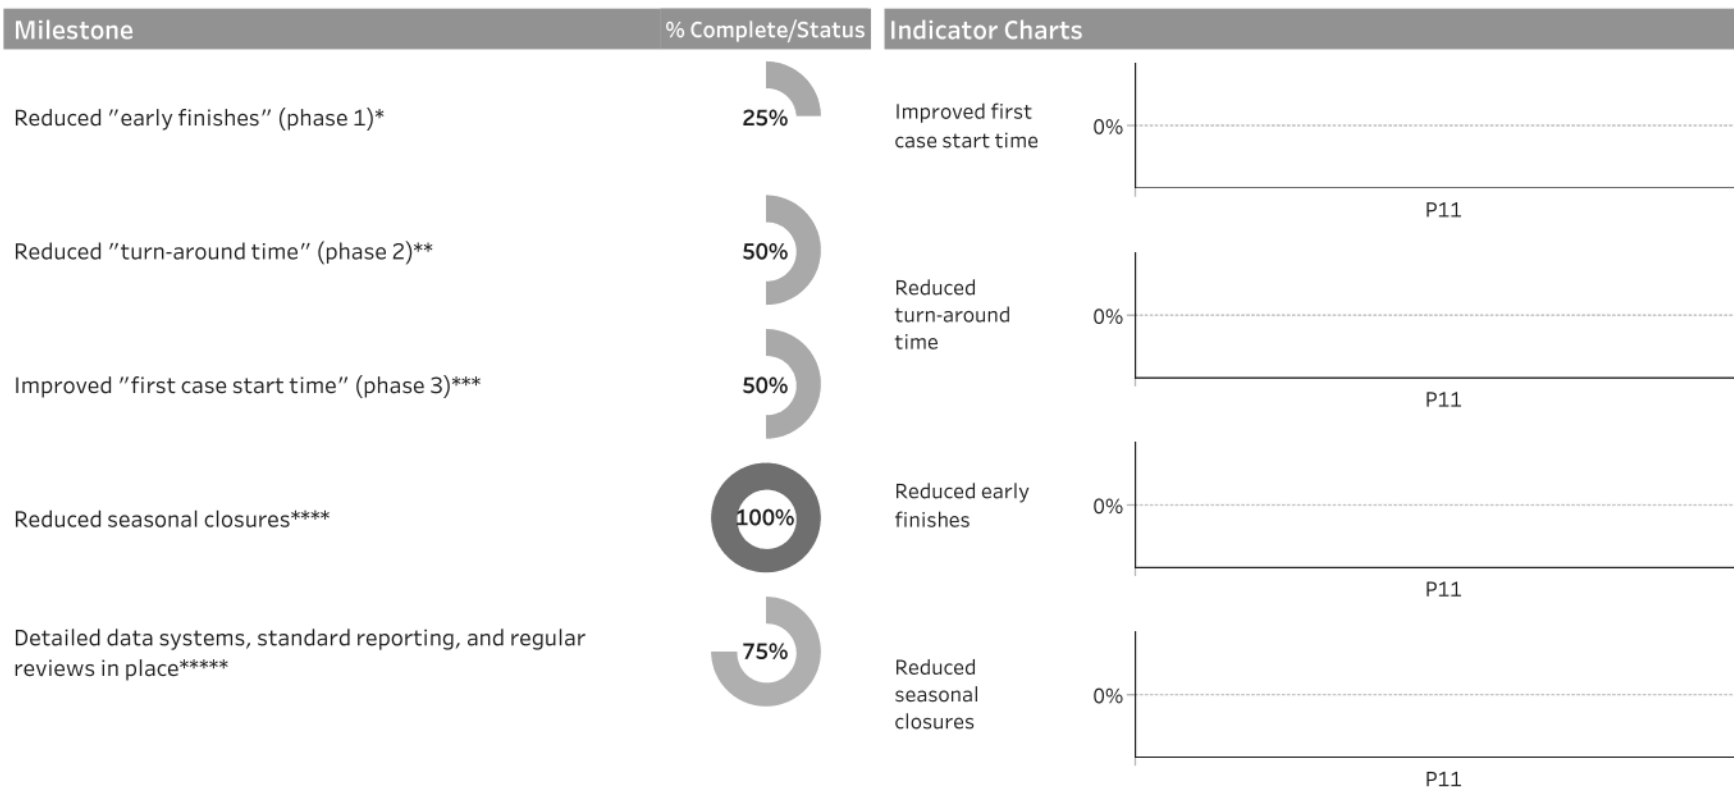 Milestone
% Complete/Status
Reduced "early finishes" (phase 1)*
25%
Reduced "turn-around time" (phase 2)**
50%
Improved "first case start time" (phase 3)***
50%
Reduced seasonal closures****
100%
Detailed data systems, standard reporting, and regular
reviews in place*****
75%
Indicator Charts
Improved first
case start time
0%
P11
Reduced
turn-around
time
0%
P11
Reduced early
finishes
0%
P11
Reduced
seasonal
closures
0%
P11